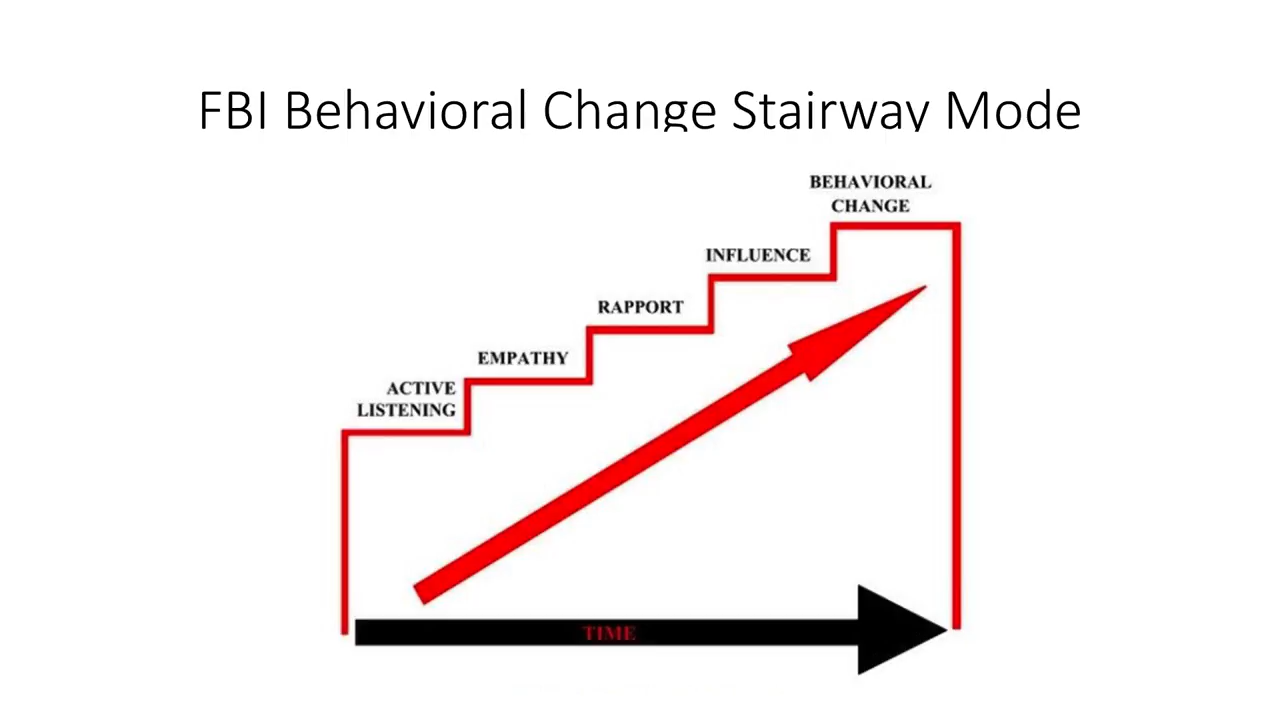 FBI Behavioral Change Stairway Mode
BEHAVIORAL
CHANGE
INFLUENCE
RAPPORT
EMPATHY
ACTIVE
LISTENING
TIME